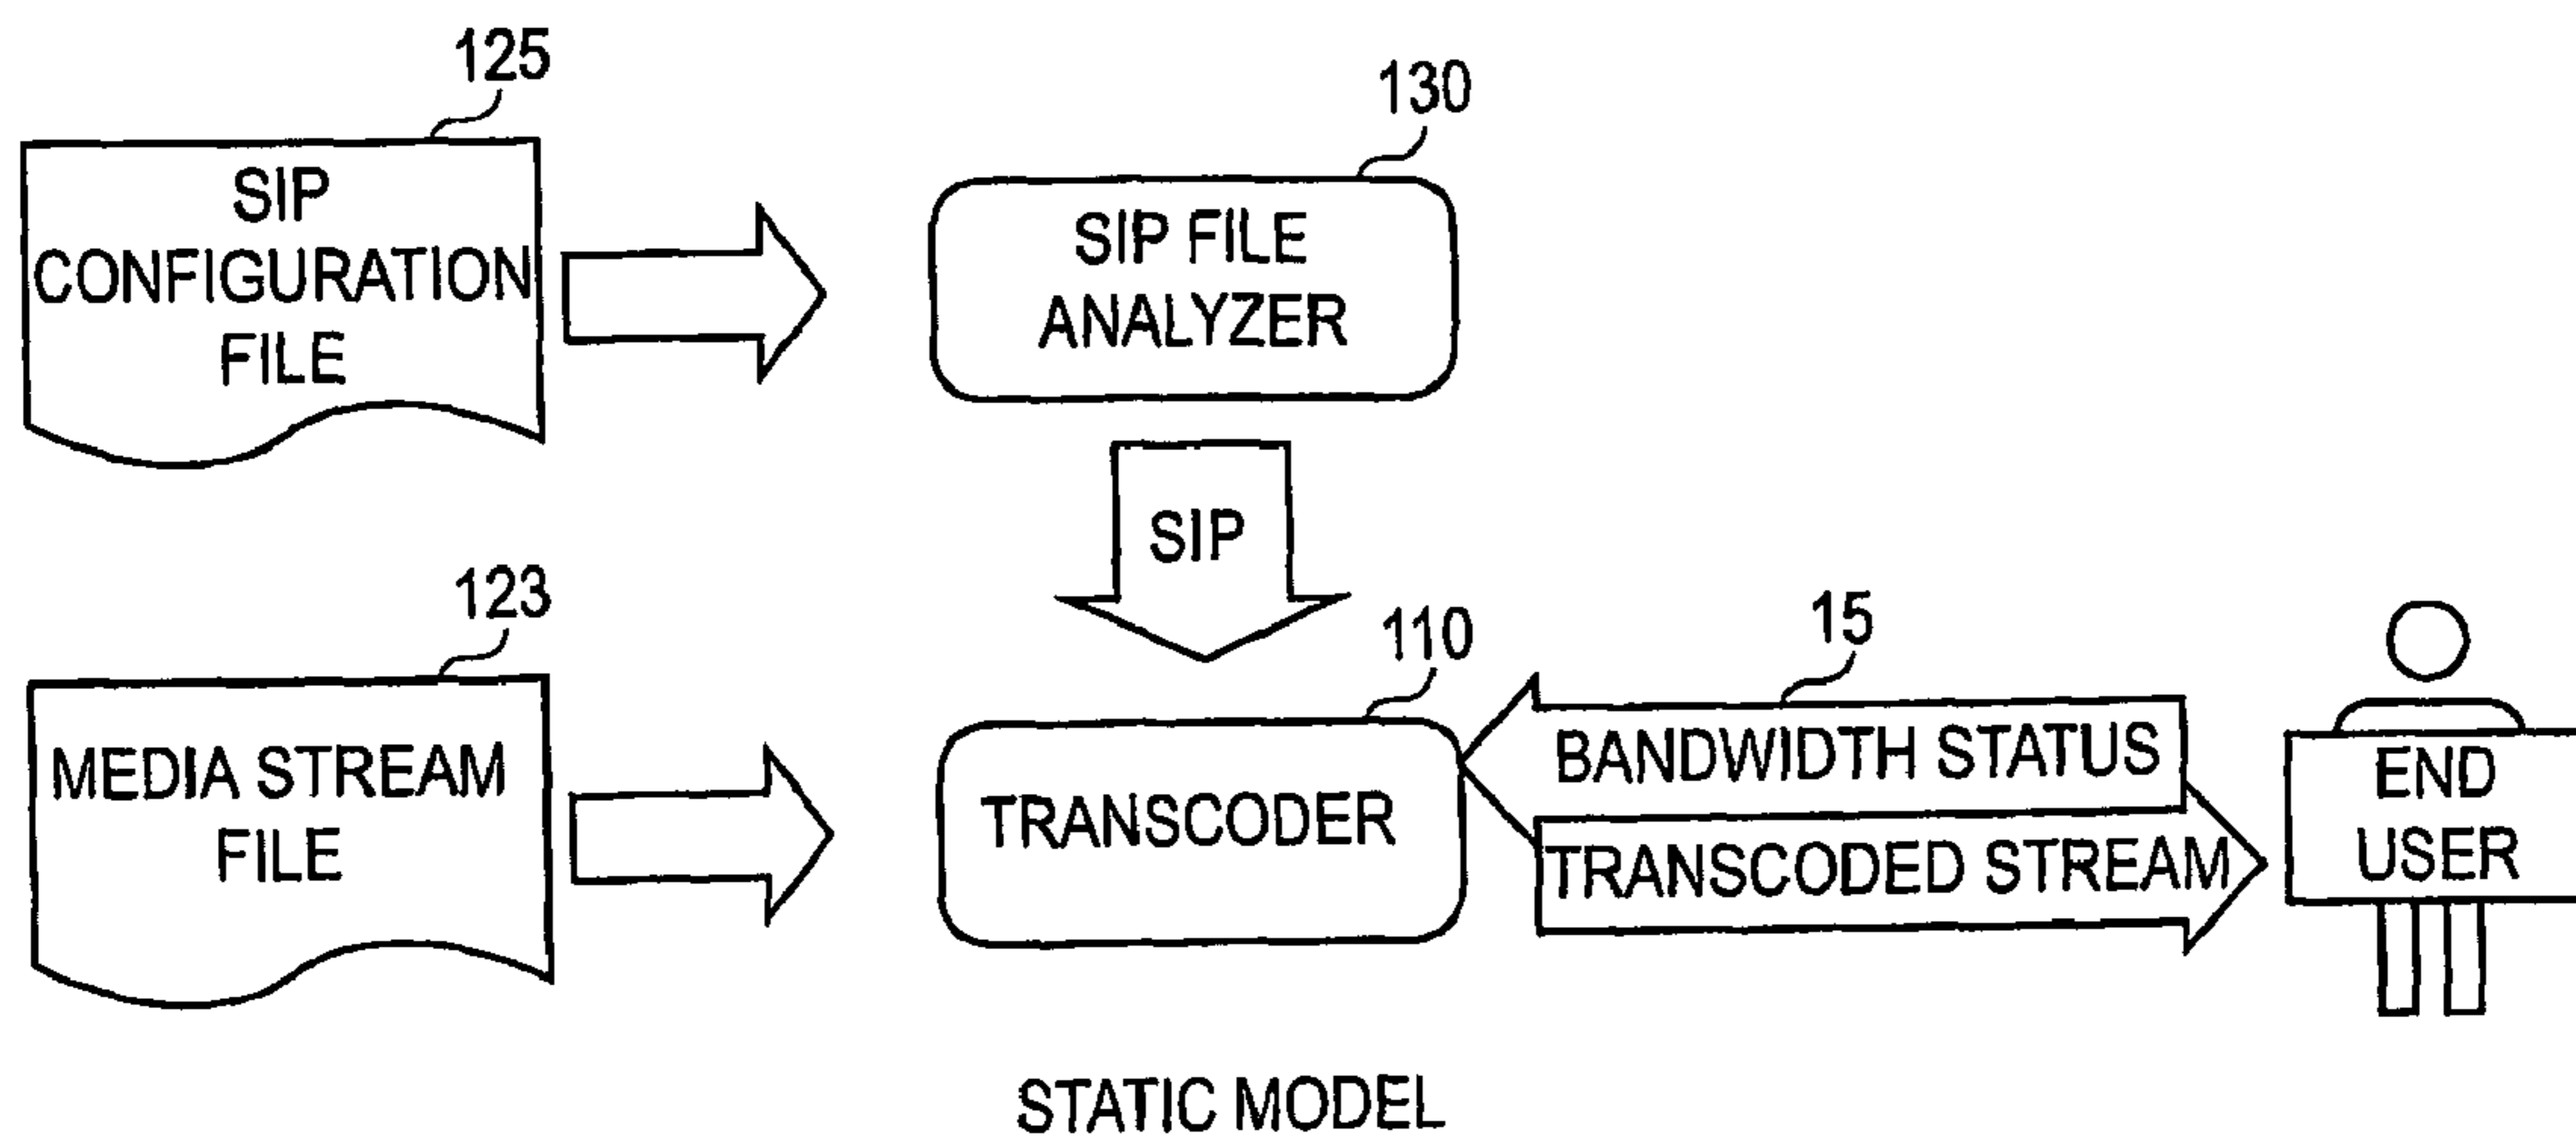 125
SIP
CONFIGURATION
FILE
130
SIP FILE
ANALYZER
SIP
123
MEDIA STREAM
FILE
110
TRANSCODER
15
BANDWIDTH STATUS
TRANSCODED STREAM
END
USER
STATIC MODEL